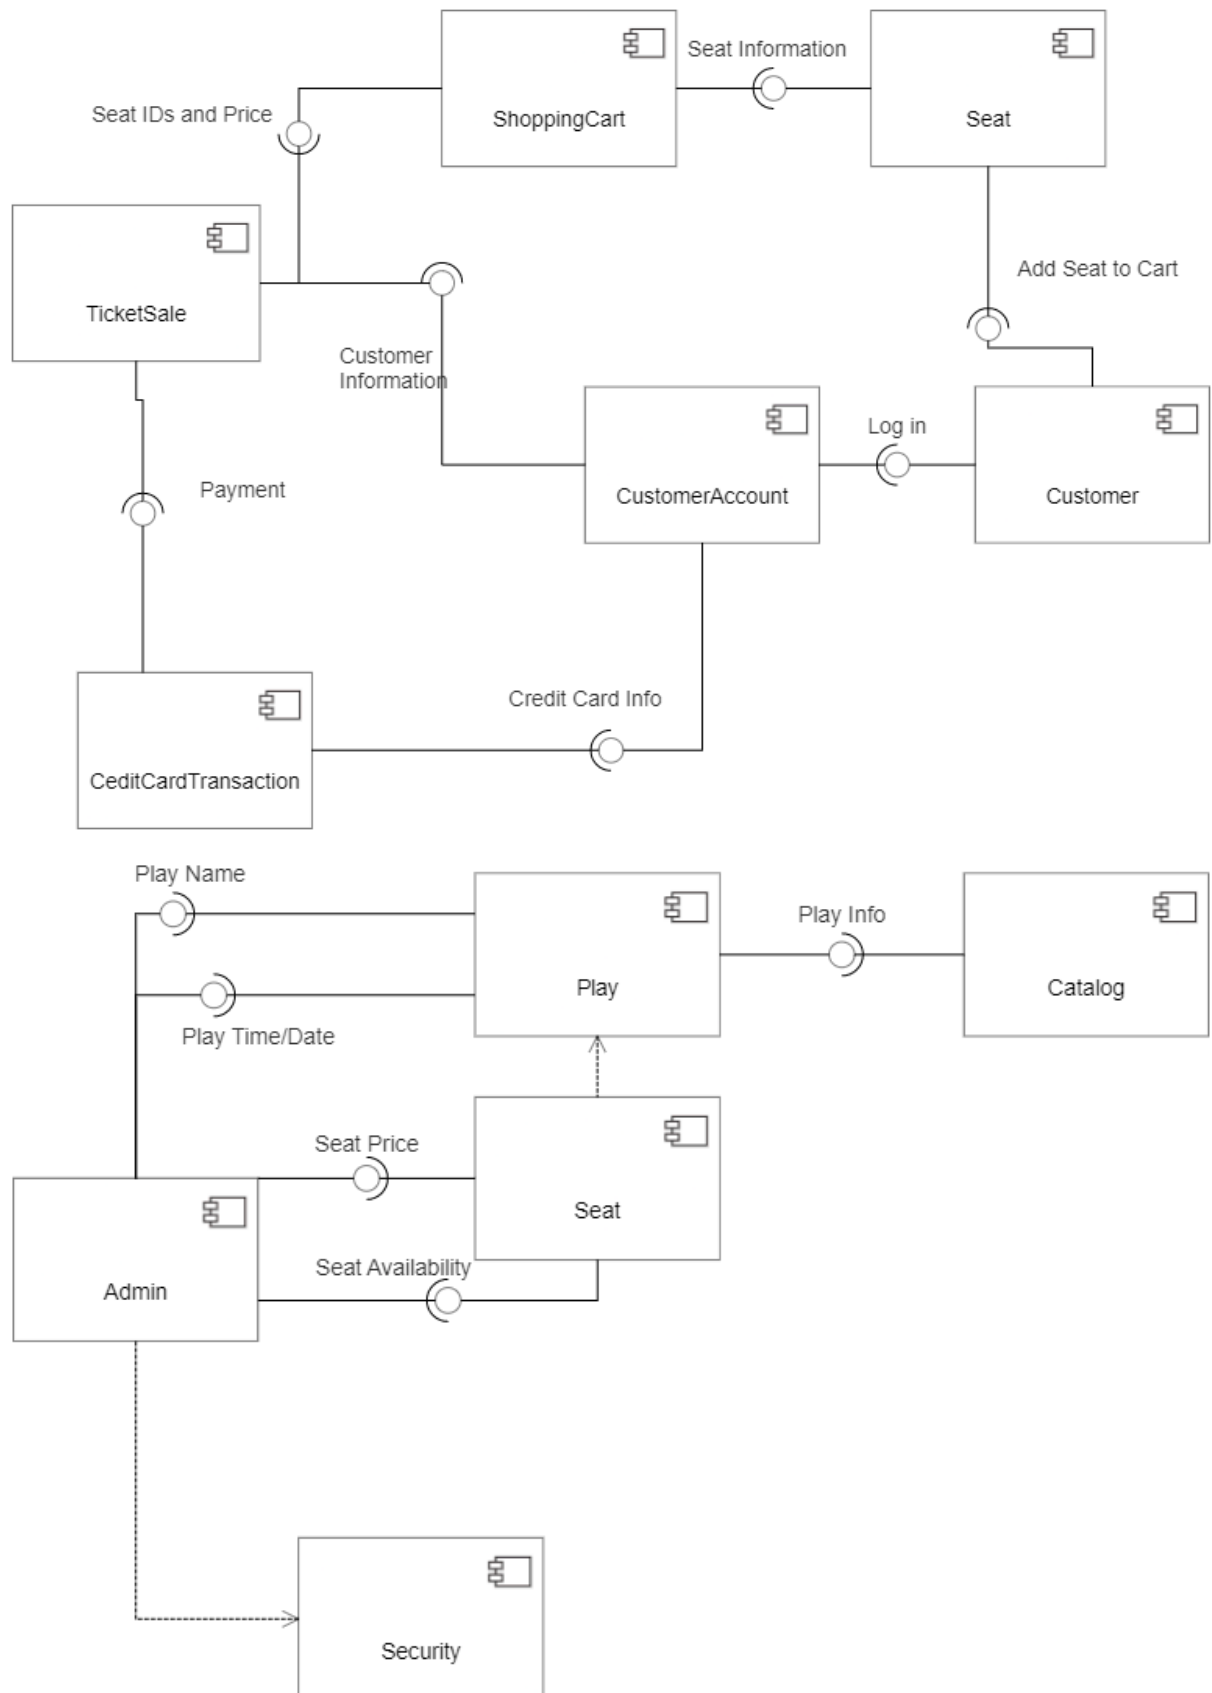 Seat Information
Seat IDs and Price
ShoppingCart
Seat
Add Seat to Cart
TicketSale
Customer
Information
Log in
CustomerAccount
Customer
Payment
Credit Card Info
CeditCardTransaction
Play Name
Play Info
Play
Catalog
Play Time/Date
Seat Price
Seat
Seat Availability
Admin
Security